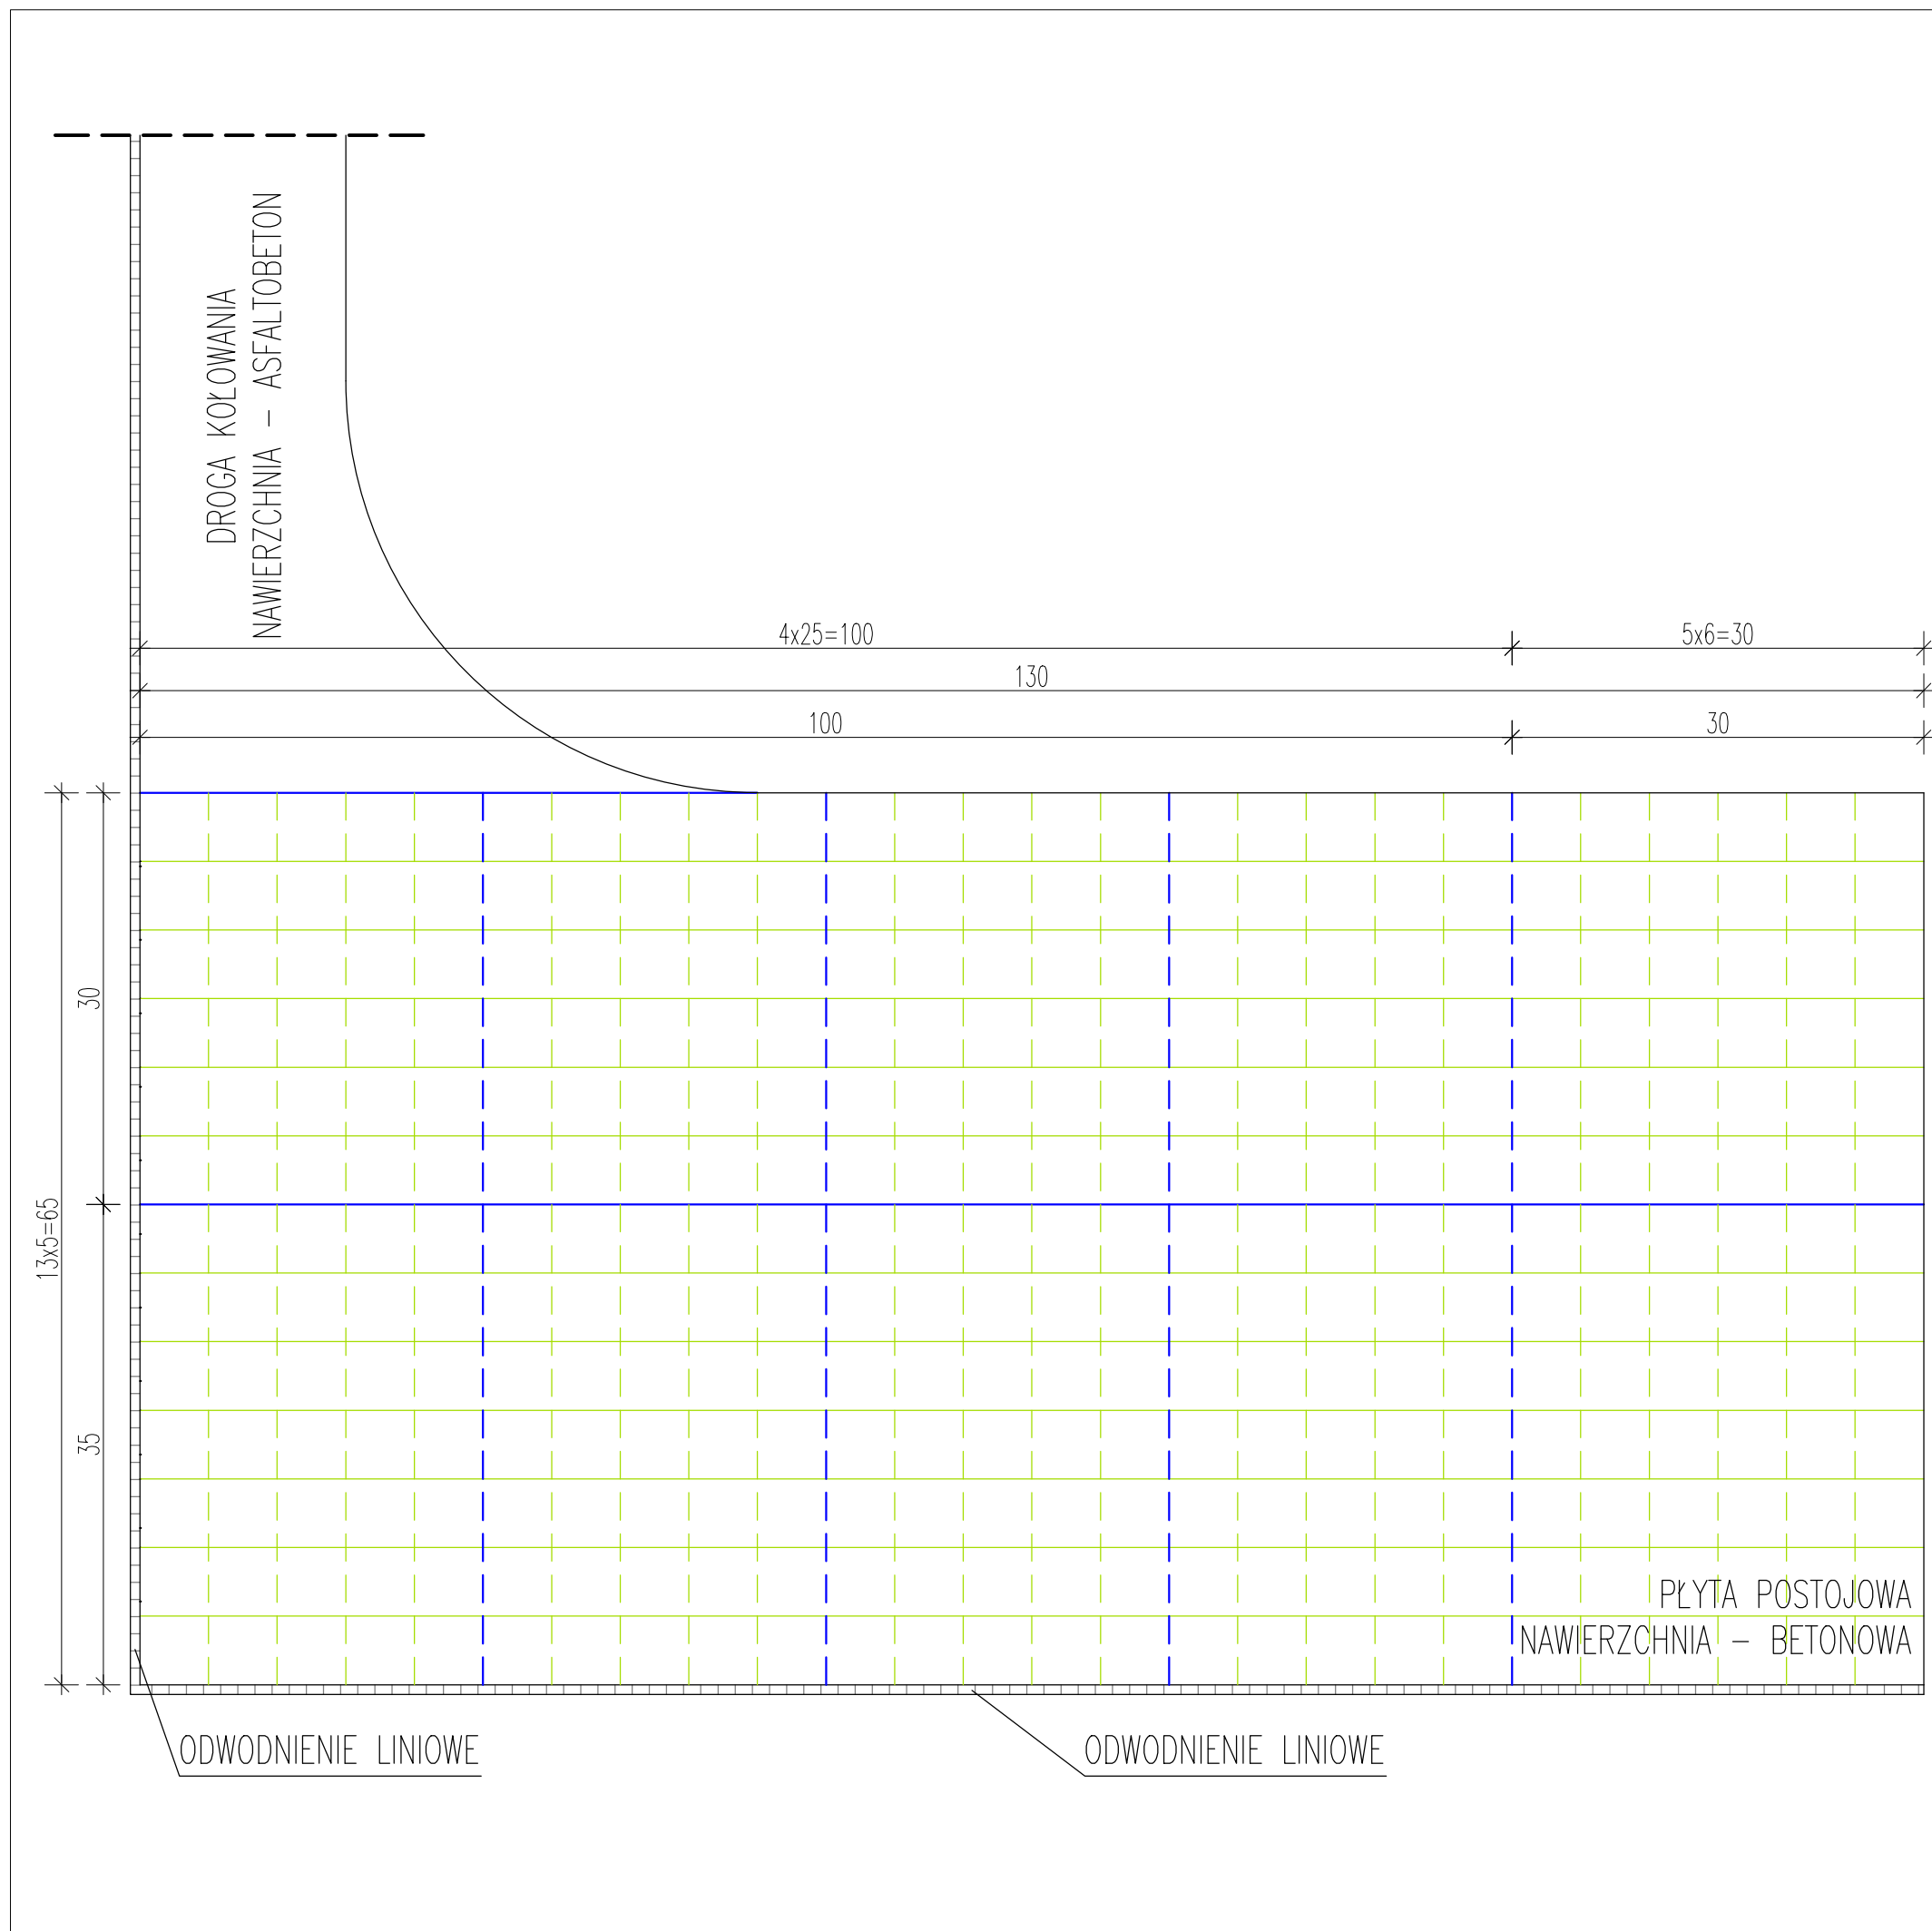 DROGA KOŁOWANIA
NAWIERZCHNIA - ASFALTOBETON
4x25=100
5x6=30
130
100
30
30
13x5=65
35
PŁYTA POSTOJOWA
NAWIERZCHNIA - BETONOWA
ODWODNIENIE LINIOWE
ODWODNIENIE LINIOWE